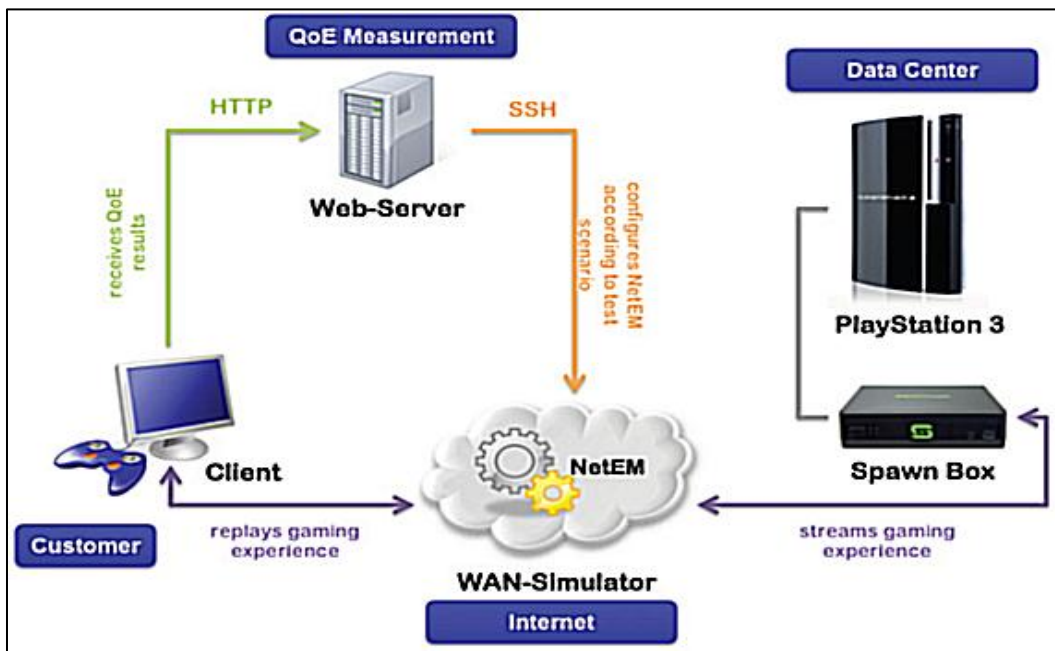 QoE Measurement
Data Center
HTTP
SSH
Web-Server
receives QoE
results
configures NetEM
according to test
scenario
PlayStation 3
Client
NetEM
Spawn Box
Customer
replays gaming
experience
streams gaming
experience
WAN-Simulator
Internet